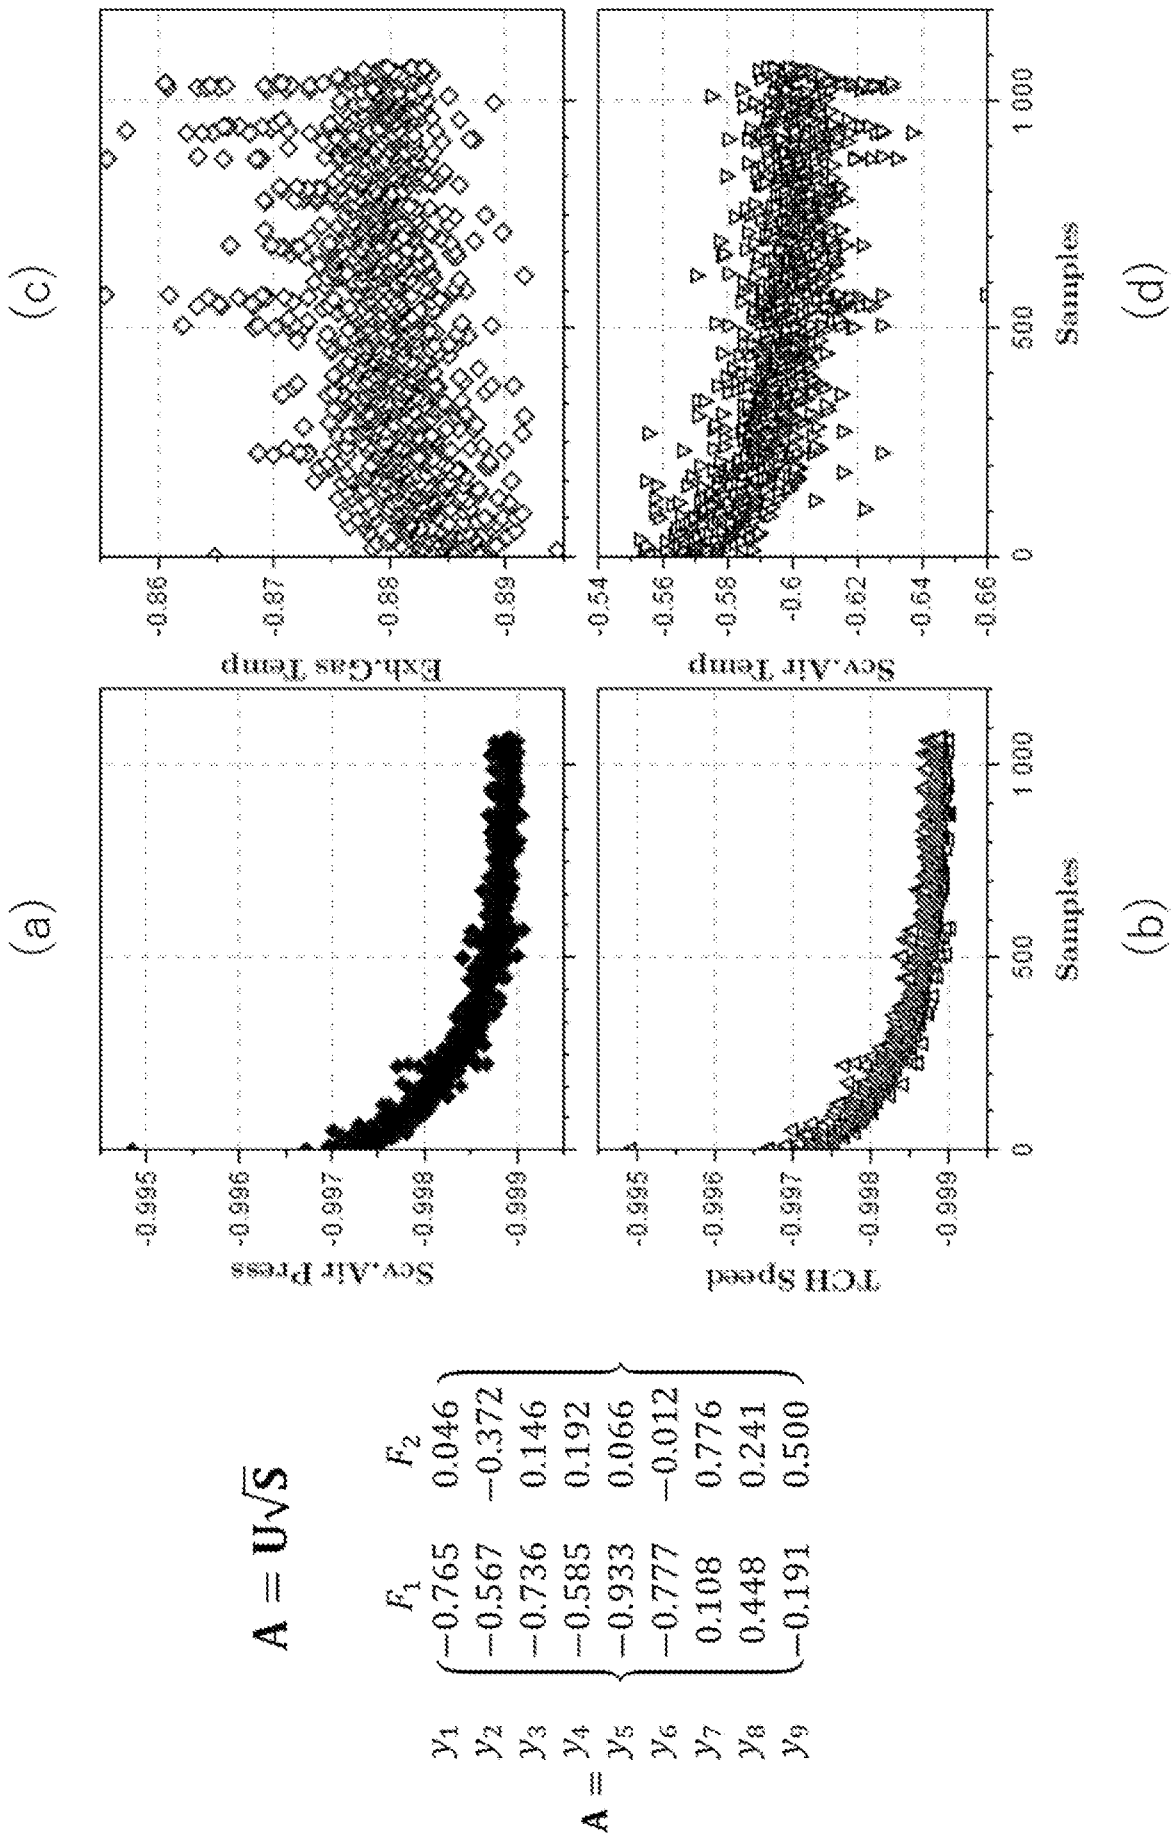 A = U√S
F₁ F₂
y₁ −0.765 0.046
y₂ −0.567 −0.372
y₃ −0.736 0.146
y₄ −0.585 0.192
A = y₅ −0.933 0.066
y₆ −0.777 −0.012
y₇ 0.108 0.776
y₈ 0.448 0.241
y₉ −0.191 0.500
(a)
Scv.Air Press
-0.995
-0.996
-0.997
-0.998
-0.999
(c)
Exh.Gas Temp
-0.86
-0.87
-0.88
-0.89
TCH Speed
-0.995
-0.996
-0.997
-0.998
-0.999
0 500 1000
Samples
(b)
Scv.Air Temp
-0.54
-0.56
-0.58
-0.6
-0.62
-0.64
-0.66
0 500 1000
Samples
(d)